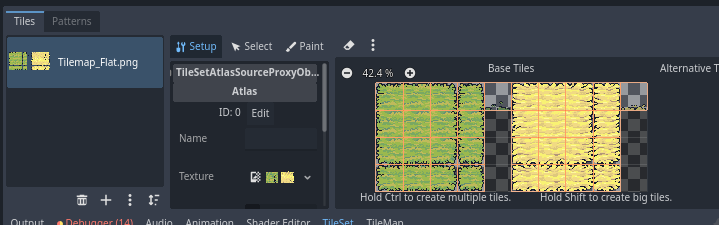 Tiles Patterns
Tilemap_Flat.png
Setup Select Paint
TileSetAtlasSourceProxyOb...
Atlas
ID: 0 Edit
Name
Texture
42.4 % Base Tiles Alternative T
Hold Ctrl to create multiple tiles. Hold Shift to create big tiles.
Output Debugger (14) Audio Animation Shader Editor TileSet TileMap